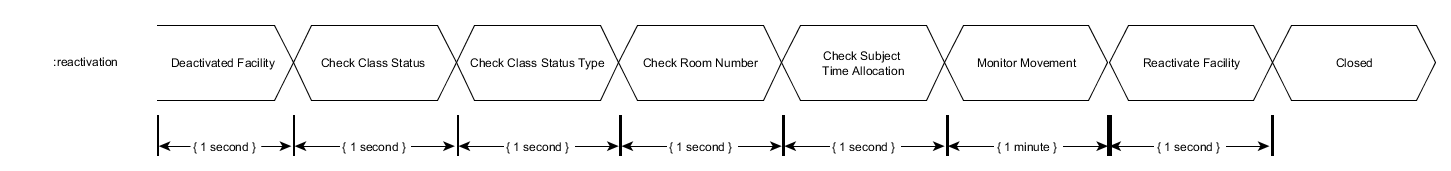 :reactivation
Deactivated Facility
Check Class Status
Check Class Status Type
Check Room Number
Check Subject
Time Allocation
Monitor Movement
Reactivate Facility
Closed
{ 1 second }
{ 1 second }
{ 1 second }
{ 1 second }
{ 1 second }
{ 1 minute }
{ 1 second }